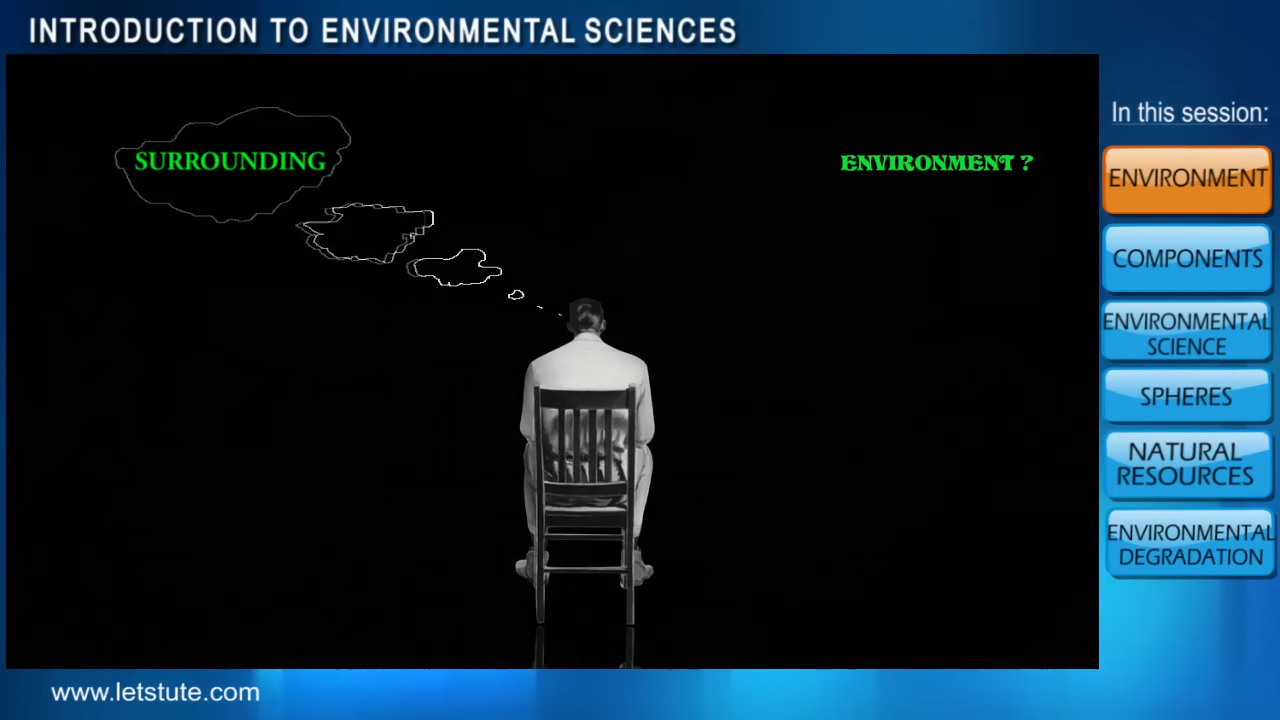 INTRODUCTION TO ENVIRONMENTAL SCIENCES
SURROUNDING
ENVIRONMENT ?
In this session:
ENVIRONMENT
COMPONENTS
ENVIRONMENTAL
SCIENCE
SPHERES
NATURAL
RESOURCES
ENVIRONMENTAL
DEGRADATION
www.letstute.com